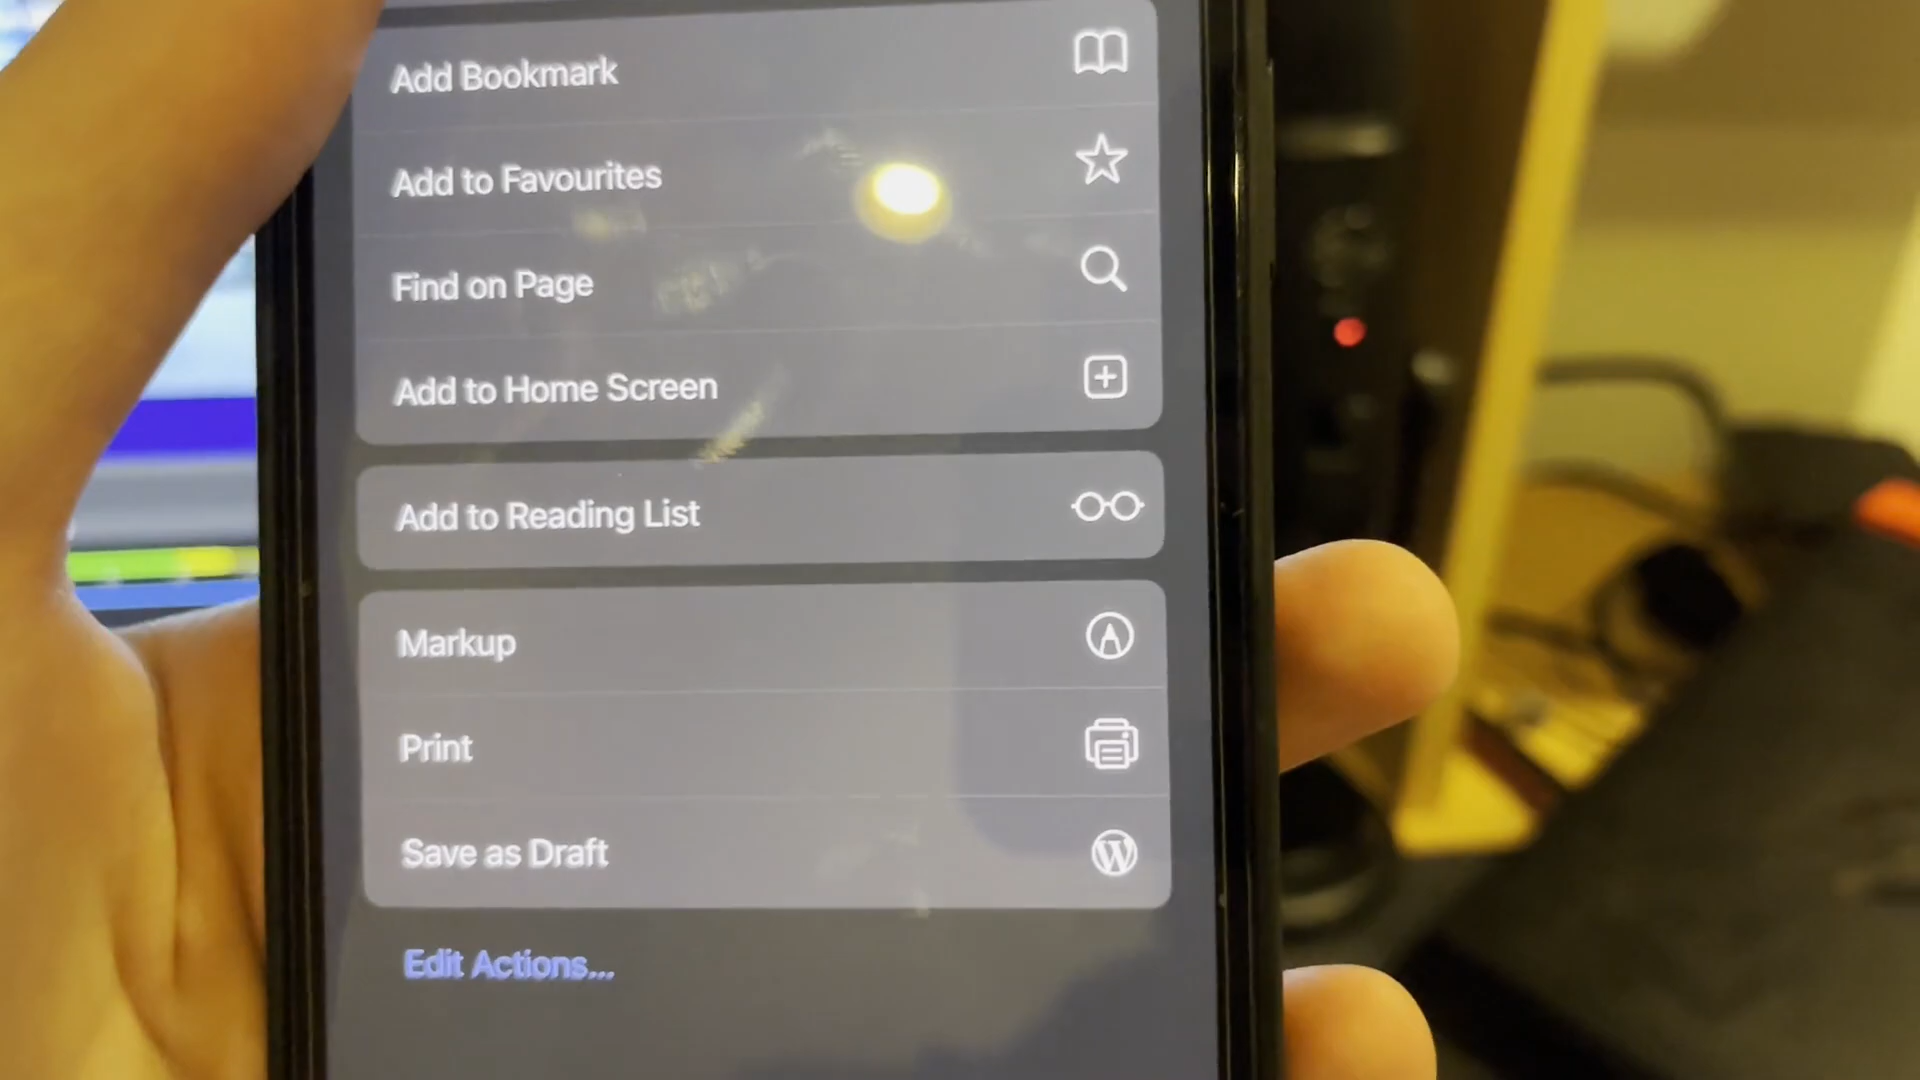 Add Bookmark
Add to Favourites
Find on Page
Add to Home Screen
Add to Reading List
Markup
Print
Save as Draft
Edit Actions...